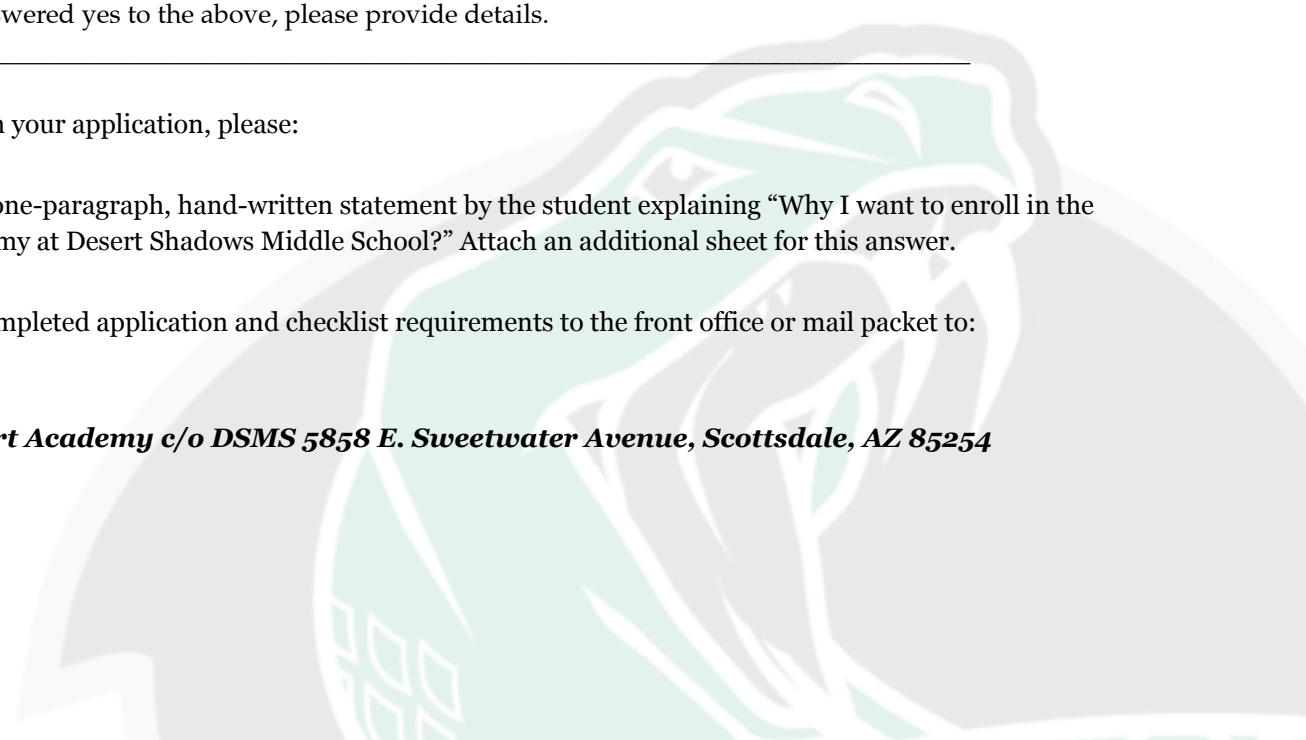 wered yes to the above, please provide details.
n your application, please:
one-paragraph, hand-written statement by the student explaining “Why I want to enroll in the
my at Desert Shadows Middle School?” Attach an additional sheet for this answer.
mpleted application and checklist requirements to the front office or mail packet to:
rt Academy c/o DSMS 5858 E. Sweetwater Avenue, Scottsdale, AZ 85254